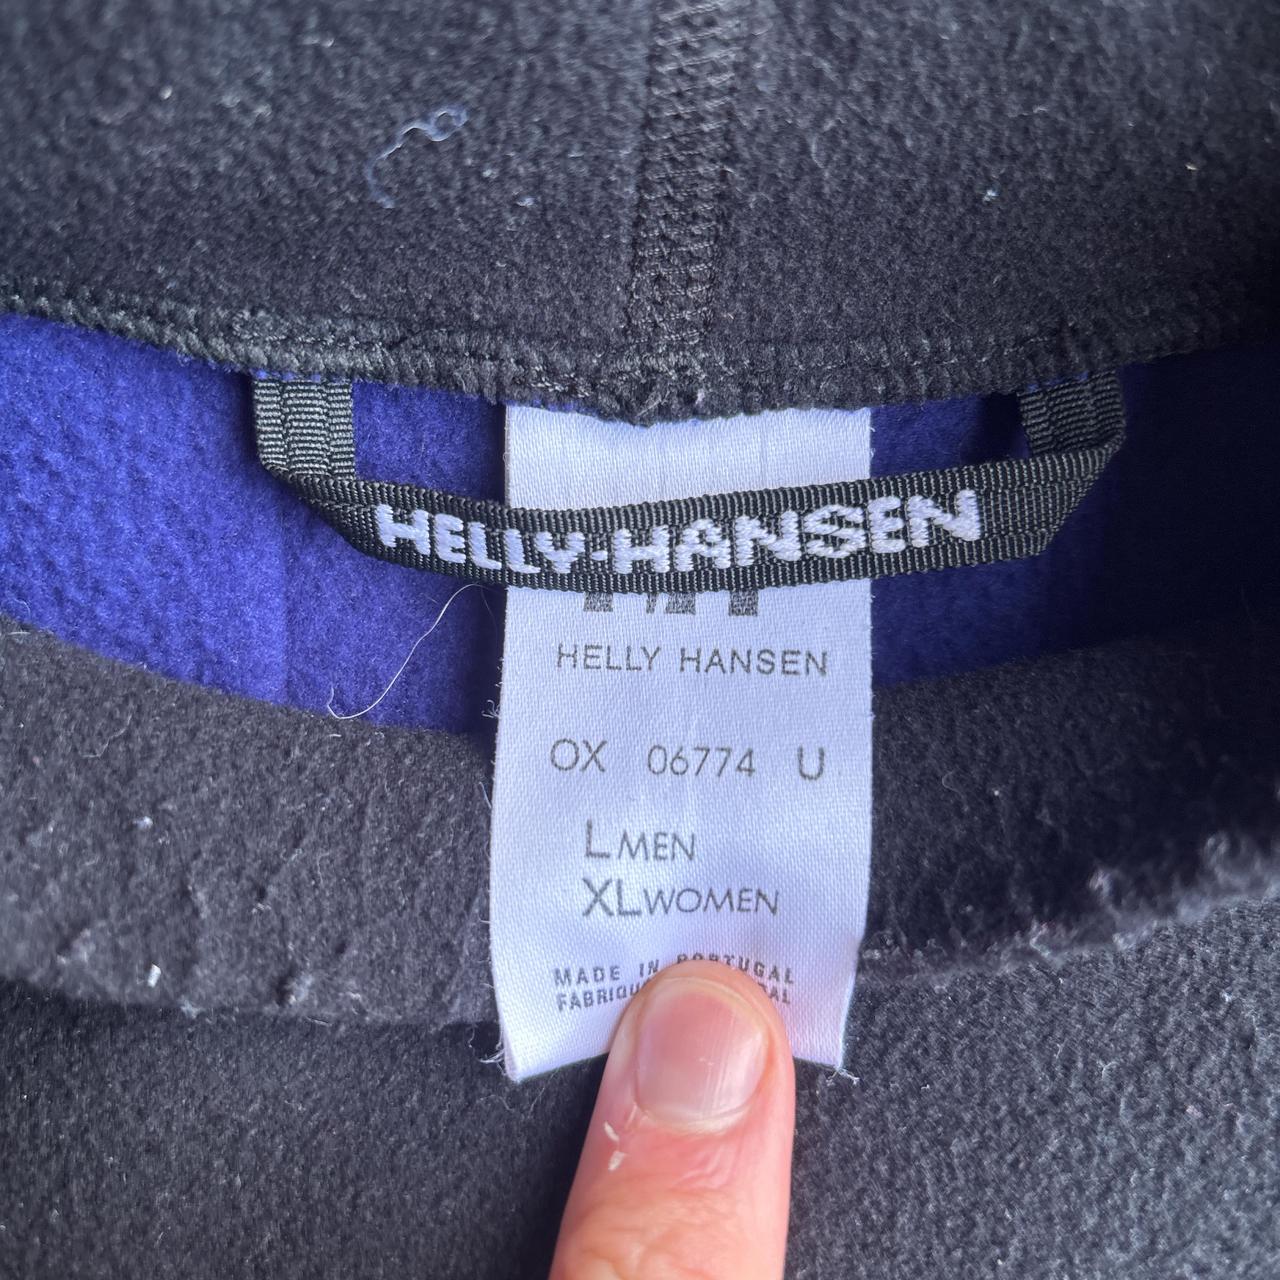 HELLY-HANSEN
HELLY HANSEN
OX 06774 U
L MEN
XL WOMEN
MADE IN PORTUGAL